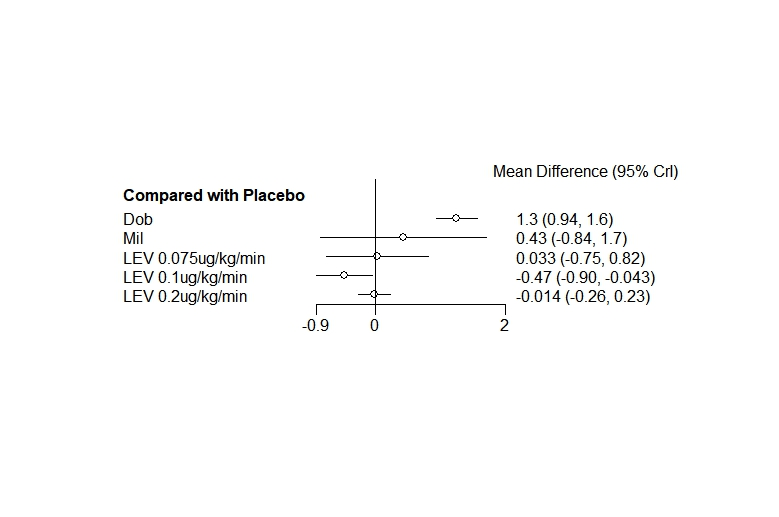 Mean Difference (95% CrI)
Compared with Placebo
Dob 1.3 (0.94, 1.6)
Mil 0.43 (-0.84, 1.7)
LEV 0.075ug/kg/min 0.033 (-0.75, 0.82)
LEV 0.1ug/kg/min -0.47 (-0.90, -0.043)
LEV 0.2ug/kg/min -0.014 (-0.26, 0.23)
-0.9 0 2